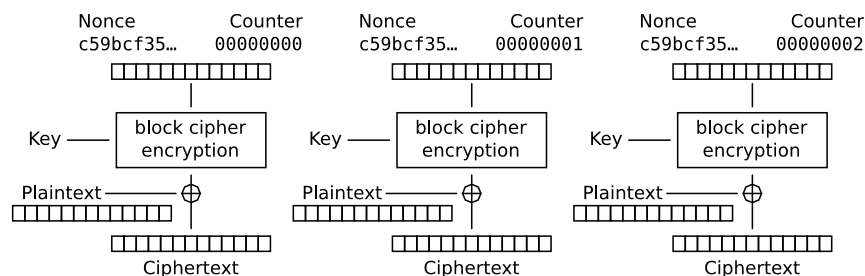 Nonce Counter Nonce Counter Nonce Counter
c59bcf35… 00000000 c59bcf35… 00000001 c59bcf35… 00000002
Key block cipher encryption Key block cipher encryption Key block cipher encryption
Plaintext Plaintext Plaintext
Ciphertext Ciphertext Ciphertext